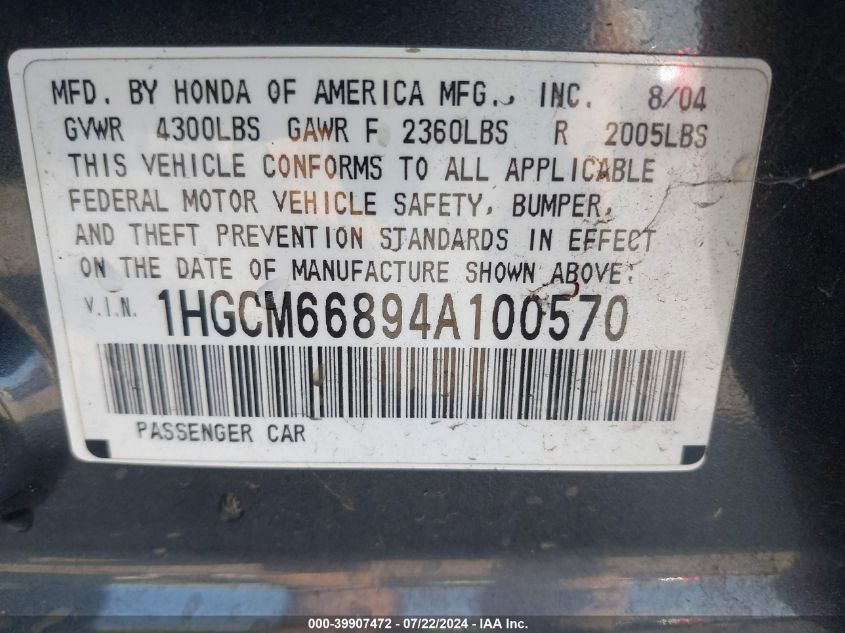 MFD. BY HONDA OF AMERICA MFG., INC. 8/04
GVWR 4300LBS GAWR F 2360LBS R 2005LBS
THIS VEHICLE CONFORMS TO ALL APPLICABLE
FEDERAL MOTOR VEHICLE SAFETY, BUMPER,
AND THEFT PREVENTION STANDARDS IN EFFECT
ON THE DATE OF MANUFACTURE SHOWN ABOVE:
V.I.N. 1HGCM66894A100570
PASSENGER CAR
000-39907472 - 07/22/2024 - IAA Inc.